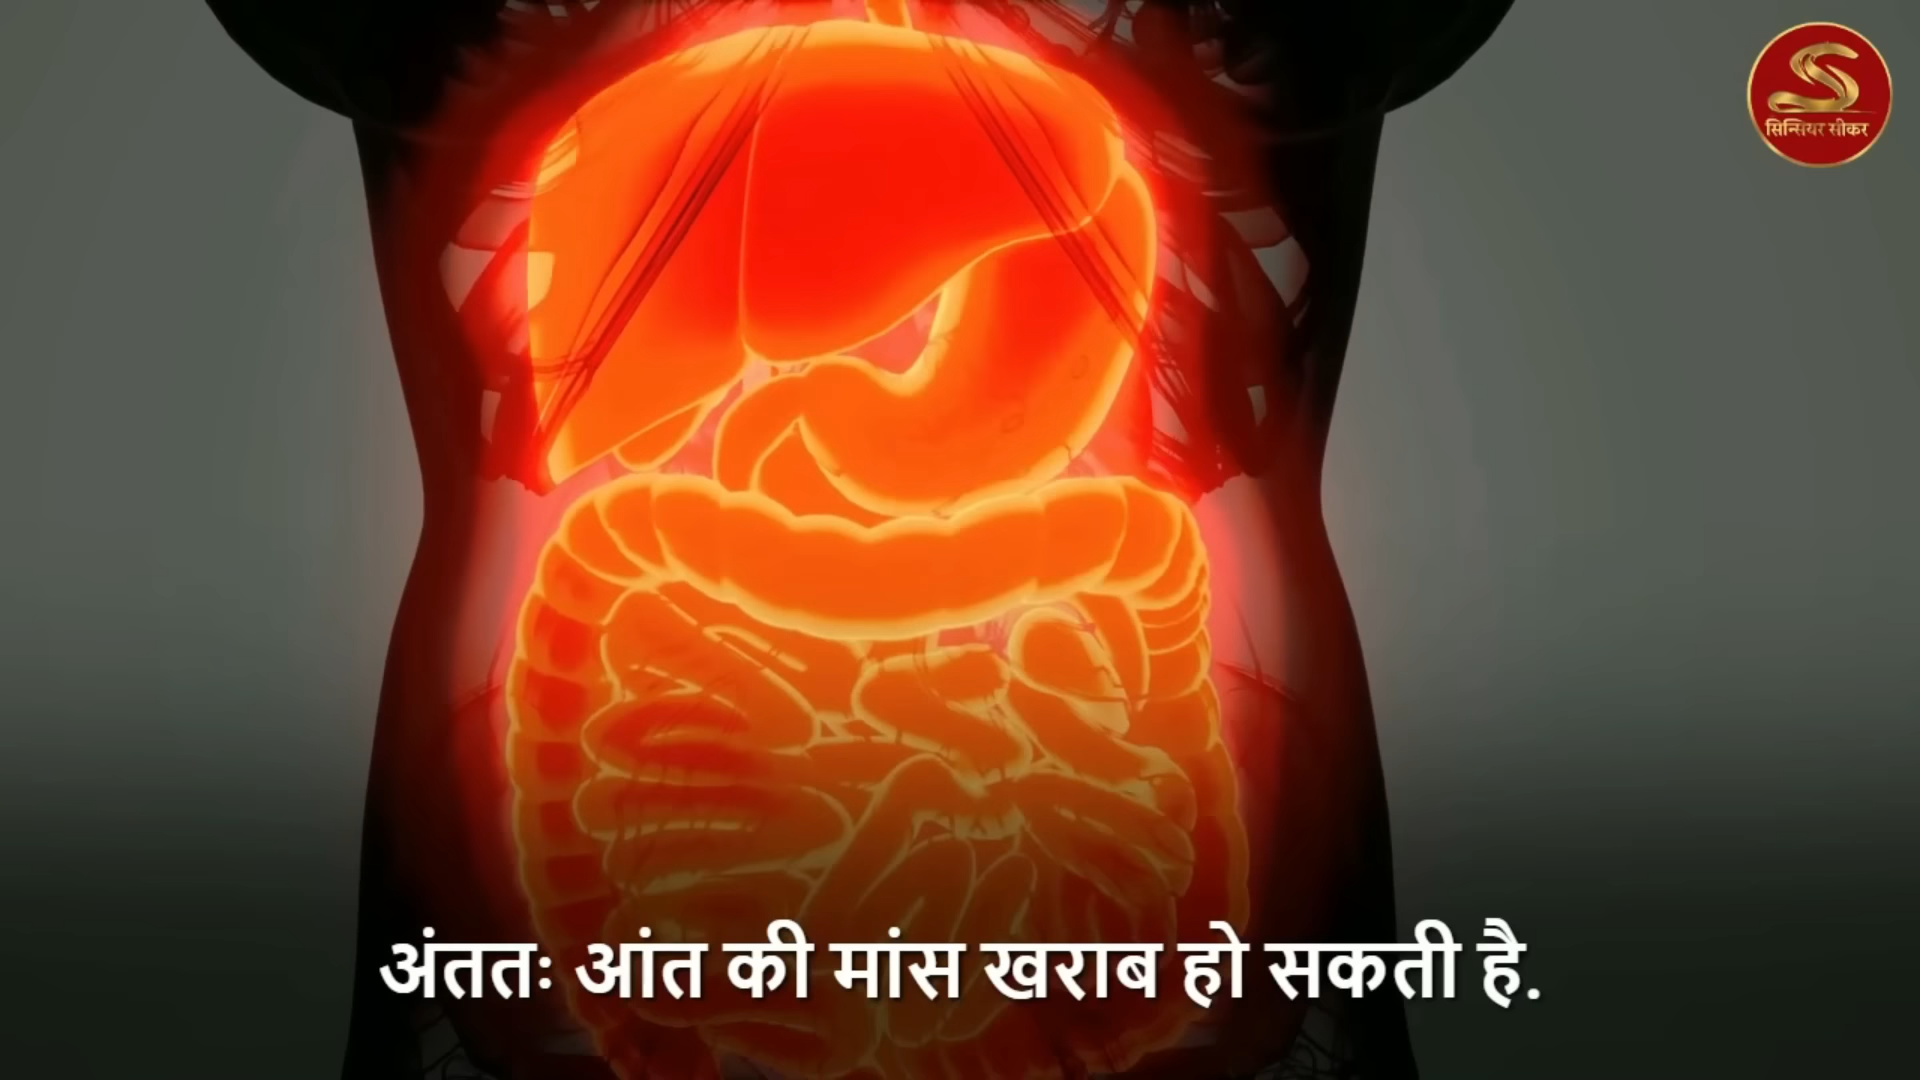 सिन्सियर सीकर
अंततः आंत की मांस खराब हो सकती है.